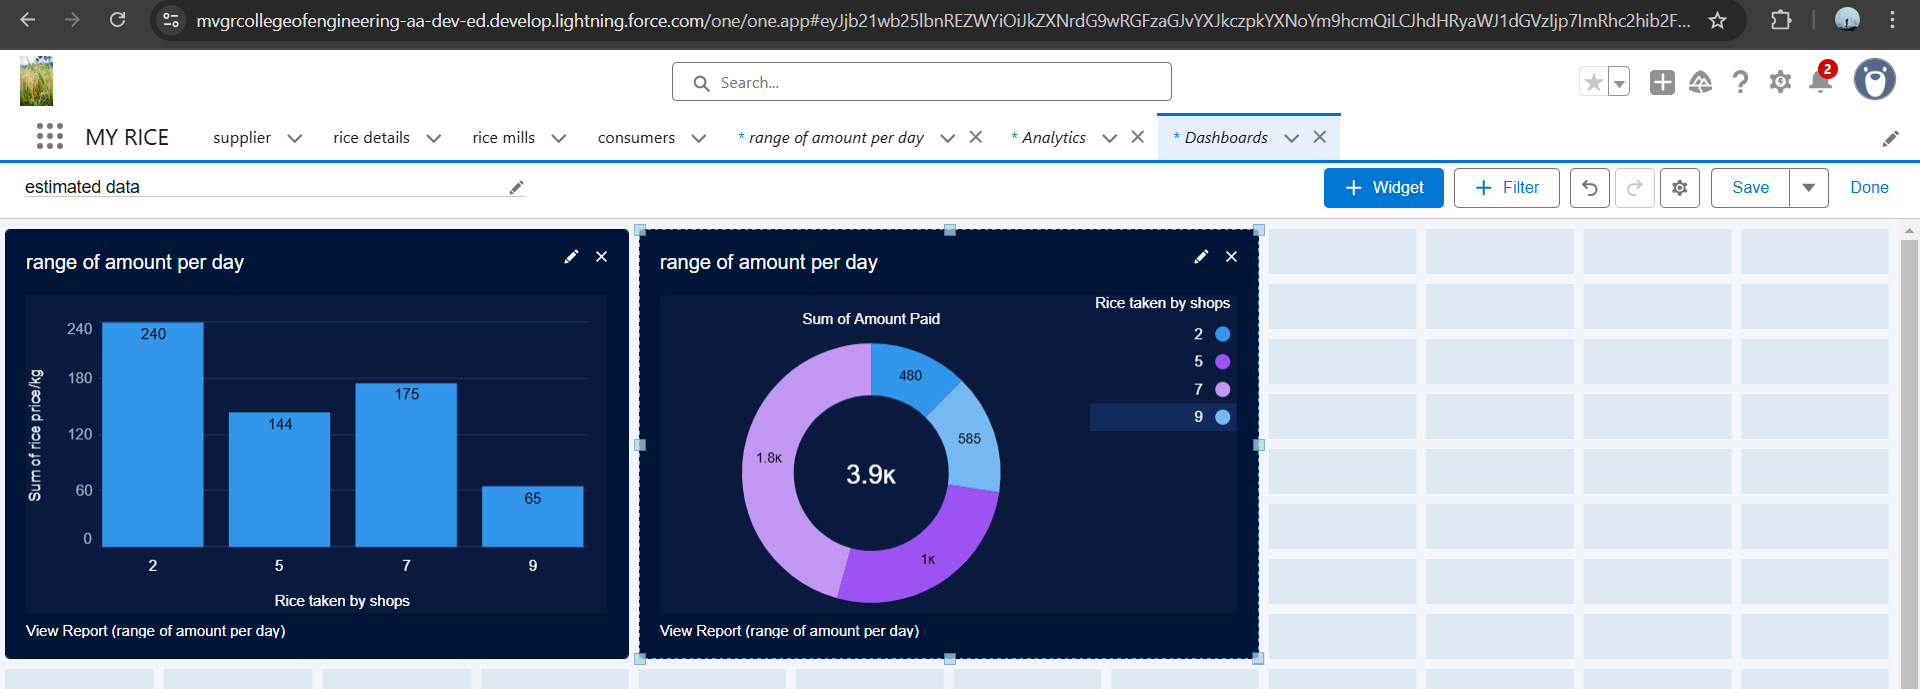 mvgrcollegeofengineering-aa-dev-ed.develop.lightning.force.com/one/one.app#eyJjb21wb25lbnREZWYiOiJkZXNrdG9wRGFzaGJvYXJkczpkYXNoYm9hcmQiLCJhdHRyaWJ1dGVzIjp7ImRhc2hib2F...
Search...
2
MY RICE
supplier
rice details
rice mills
consumers
* range of amount per day
* Analytics
* Dashboards
estimated data
+ Widget
+ Filter
Save
Done
range of amount per day
Sum of rice price/kg
240
180
120
60
0
240
144
175
65
2
5
7
9
Rice taken by shops
View Report (range of amount per day)
range of amount per day
Sum of Amount Paid
Rice taken by shops
2
5
7
9
480
585
1.8K
1K
3.9K
View Report (range of amount per day)